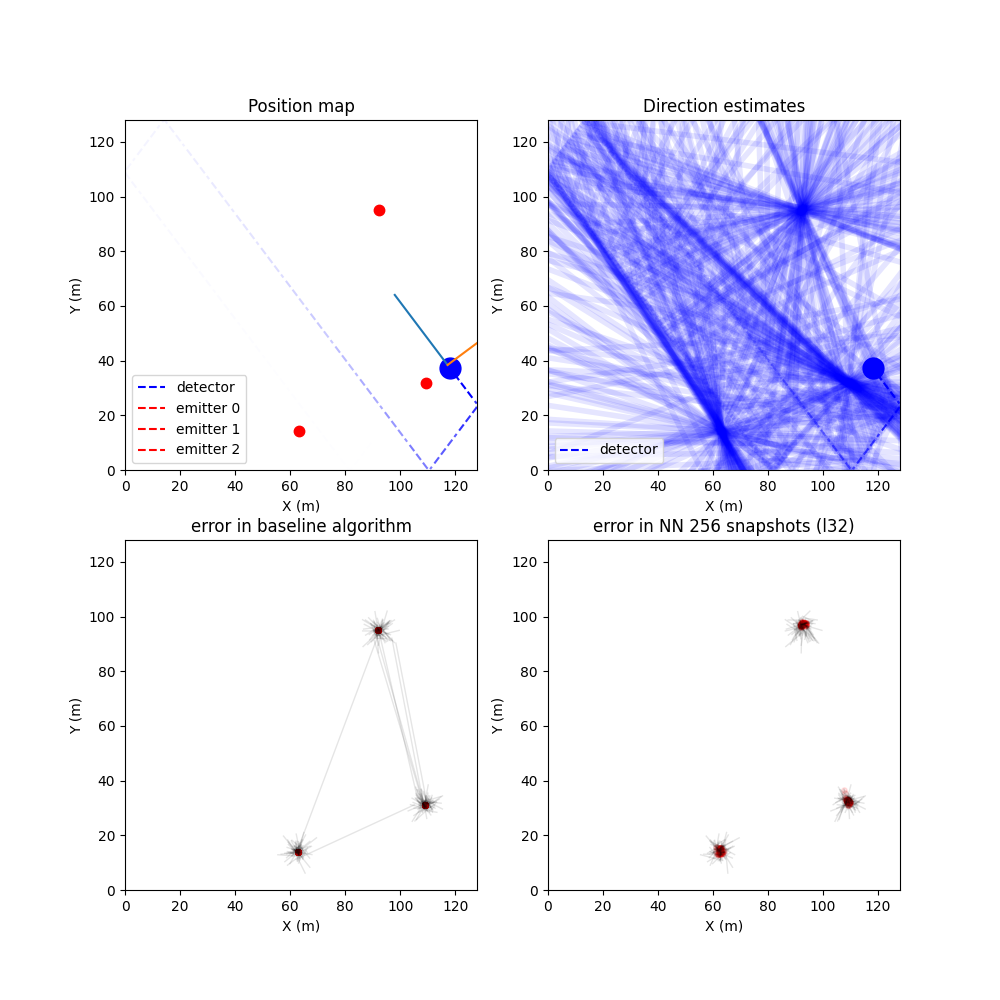 Position map
Y (m)
120
100
80
60
40
20
0
detector
emitter 0
emitter 1
emitter 2
0 20 40 60 80 100 120
X (m)
Direction estimates
Y (m)
120
100
80
60
40
20
0
detector
0 20 40 60 80 100 120
X (m)
error in baseline algorithm
Y (m)
120
100
80
60
40
20
0
0 20 40 60 80 100 120
X (m)
error in NN 256 snapshots (l32)
Y (m)
120
100
80
60
40
20
0
0 20 40 60 80 100 120
X (m)